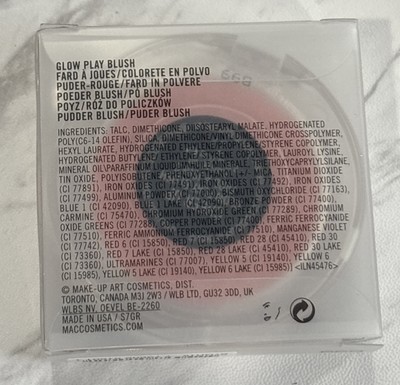 GLOW PLAY BLUSH
FARD À JOUES/COLORETE EN POLVO
PUDER-ROUGE/FARD IN POLVERE
POEDER BLUSH/PÓ BLUSH
POYZ/RÓŻ DO POLICZKÓW
PUDDER BLUSH/PUDER BLUSH
INGREDIENTS: TALC, DIMETHICONE, DIISOSTEARYL MALATE, HYDROGENATED
POLY(C6-14 OLEFIN), SILICA, DIMETHICONE/VINYL DIMETHICONE CROSSPOLYMER,
HEXYL LAURATE, HYDROGENATED ETHYLENE/PROPYLENE/STYRENE COPOLYMER,
HYDROGENATED BUTYLENE/ETHYLENE/STYRENE COPOLYMER, LAUROYL LYSINE,
MINERAL OIL\PARAFFINUM LIQUIDUM\HUILE MINERALE, TRIETHOXYCAPRYLYLSILANE,
TIN OXIDE, POLYISOBUTENE, PHENOXYETHANOL [+/- MICA, TITANIUM DIOXIDE
(CI 77891), IRON OXIDES (CI 77491), IRON OXIDES (CI 77492), IRON OXIDES
(CI 77499), ALUMINUM POWDER (CI 77000), BISMUTH OXYCHLORIDE (CI 77163),
BLUE 1 (CI 42090), BLUE 1 LAKE (CI 42090), BRONZE POWDER (CI 77400),
CARMINE (CI 75470), CHROMIUM HYDROXIDE GREEN (CI 77289), CHROMIUM
OXIDE GREENS (CI 77288), COPPER POWDER (CI 77400), FERRIC FERROCYANIDE
(CI 77510), FERRIC AMMONIUM FERROCYANIDE (CI 77510), MANGANESE VIOLET
(CI 77742), RED 6 (CI 15850), RED 7 (CI 15850), RED 28 (CI 45410), RED 30
(CI 73360), RED 7 LAKE (CI 15850), RED 28 LAKE (CI 45410), RED 30 LAKE
(CI 73360), ULTRAMARINES (CI 77007), YELLOW 5 (CI 19140), YELLOW 6
(CI 15985), YELLOW 5 LAKE (CI 19140), YELLOW 6 LAKE (CI 15985)] <ILN45476>
© MAKE-UP ART COSMETICS, DIST.
TORONTO, CANADA M3J 2W3 / WLB LTD, GU32 3DD, UK
WLBS NV, OEVEL BE-2260
MADE IN USA / S7GR
MACCOSMETICS.COM